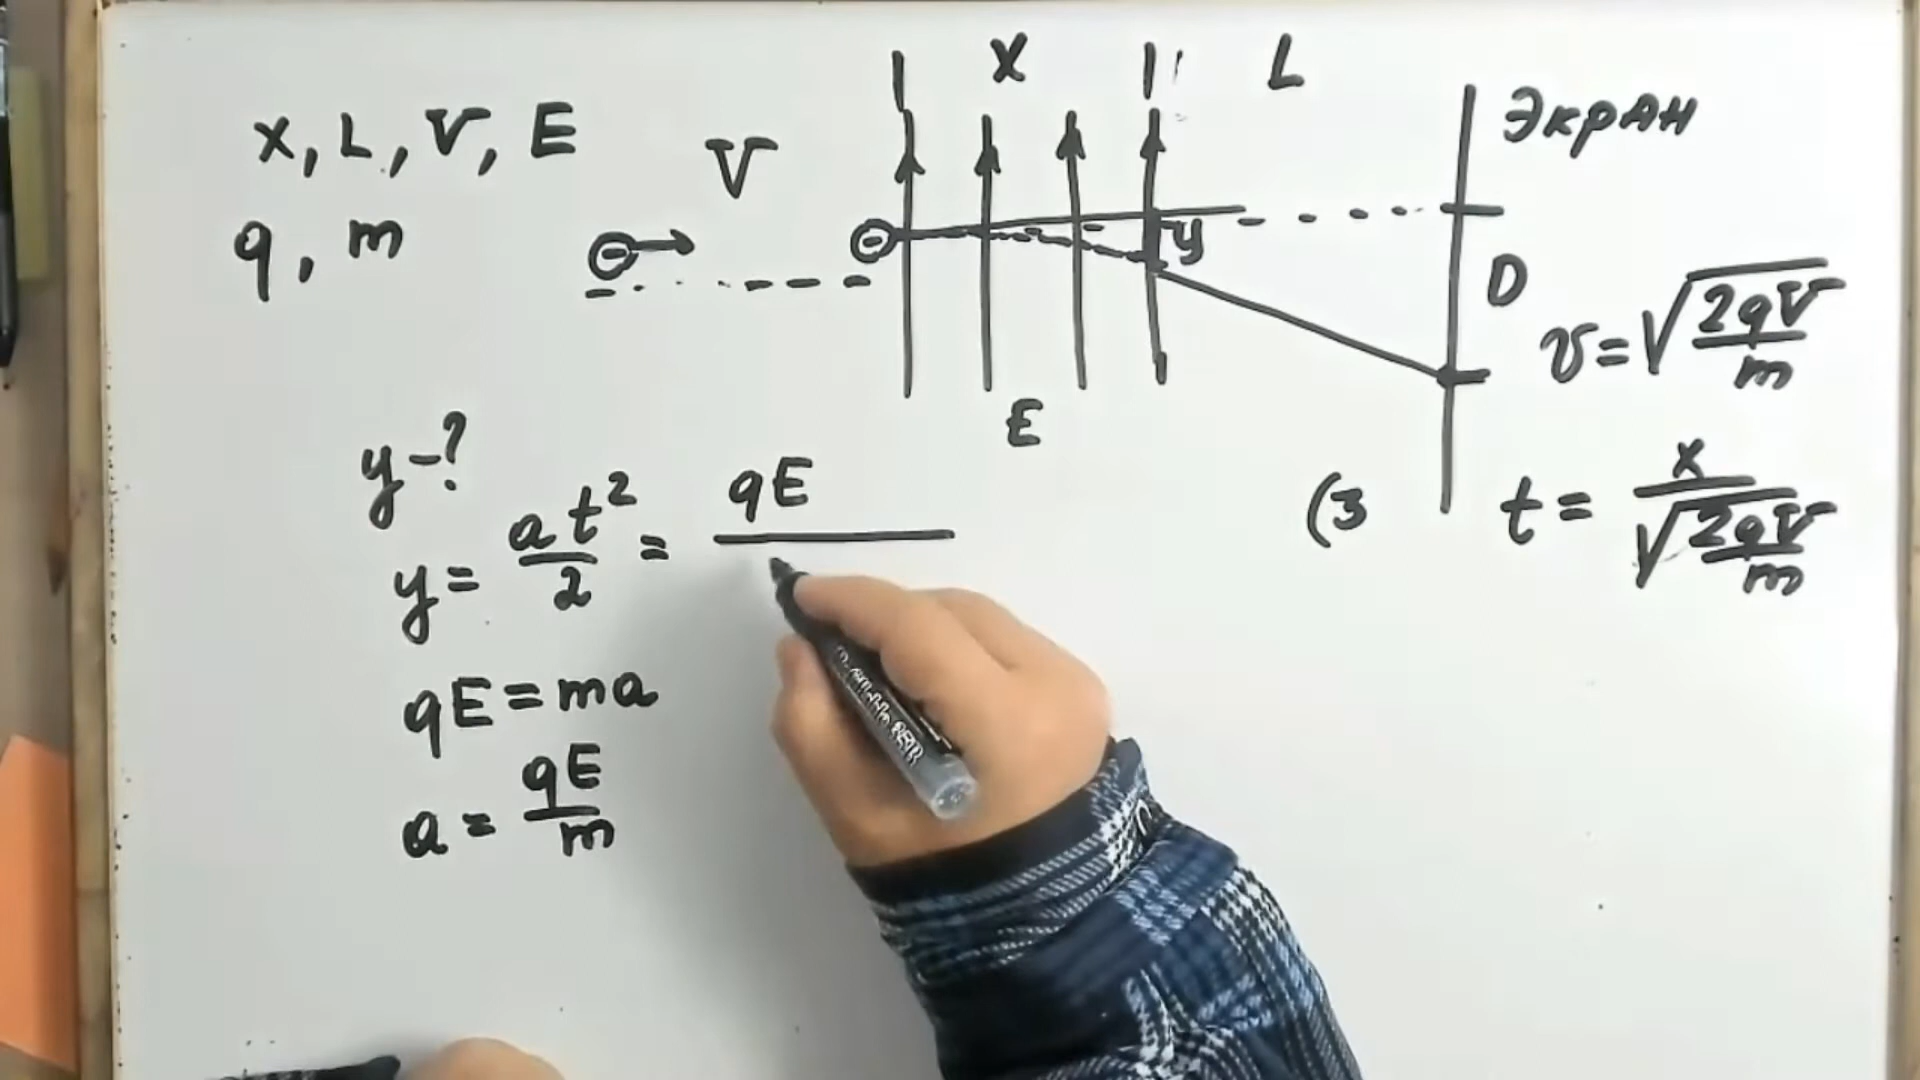 x, L, V, E
q, m
V
x
L
Экран
y
D
E
v = √(2qV/m)
y - ?
y = at²/2 = qE
(3
t = x/√(2qV/m)
qE = ma
a = qE/m